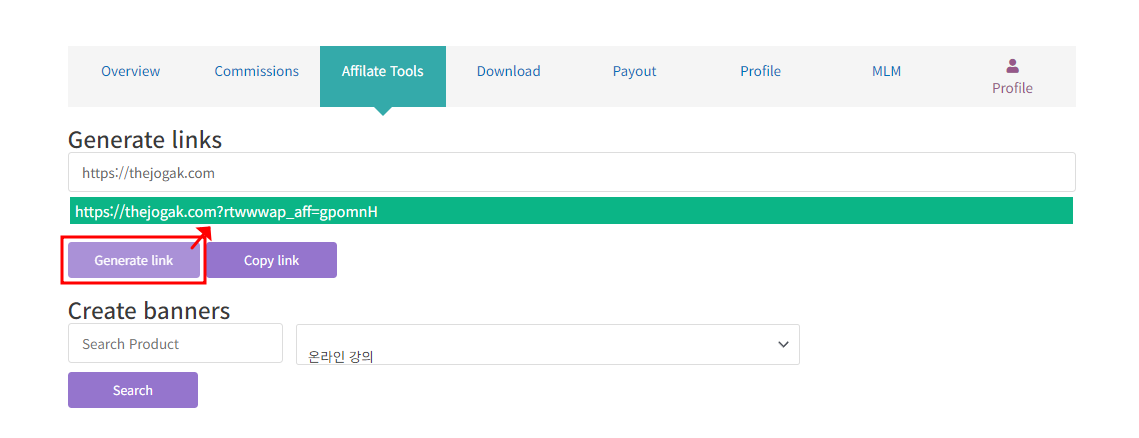 Overview Commissions Affilate Tools Download Payout Profile MLM Profile
Generate links
https://thejogak.com
https://thejogak.com?rtwwwap_aff=gpomnH
Generate link Copy link
Create banners
Search Product 온라인 강의
Search